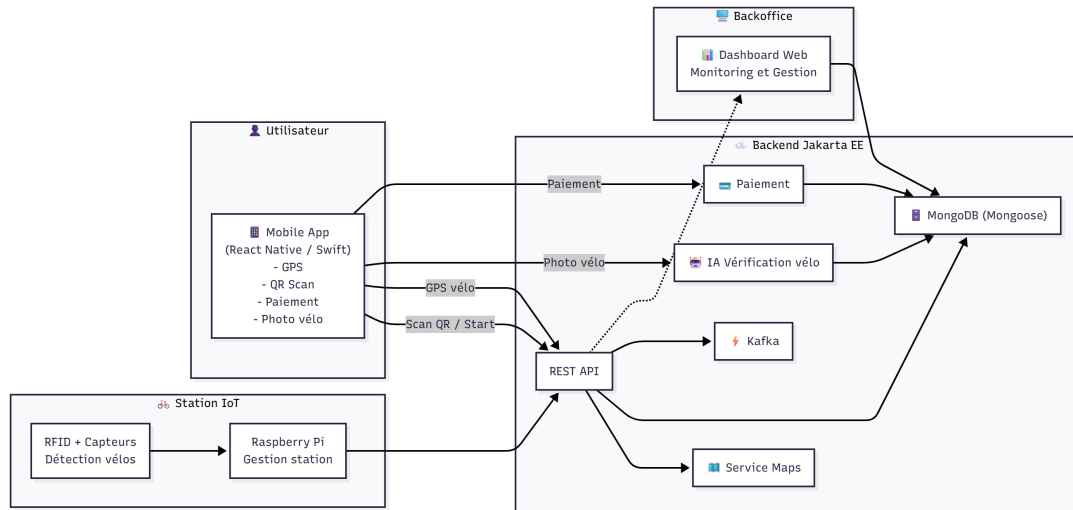 Backoffice
Dashboard Web
Monitoring et Gestion
Utilisateur
Mobile App
(React Native / Swift)
- GPS
- QR Scan
- Paiement
- Photo vélo
Backend Jakarta EE
Paiement
Paiement
MongoDB (Mongoose)
Photo vélo
IA Vérification vélo
GPS vélo
Scan QR / Start
Kafka
REST API
Station IoT
RFID + Capteurs
Détection vélos
Raspberry Pi
Gestion station
Service Maps